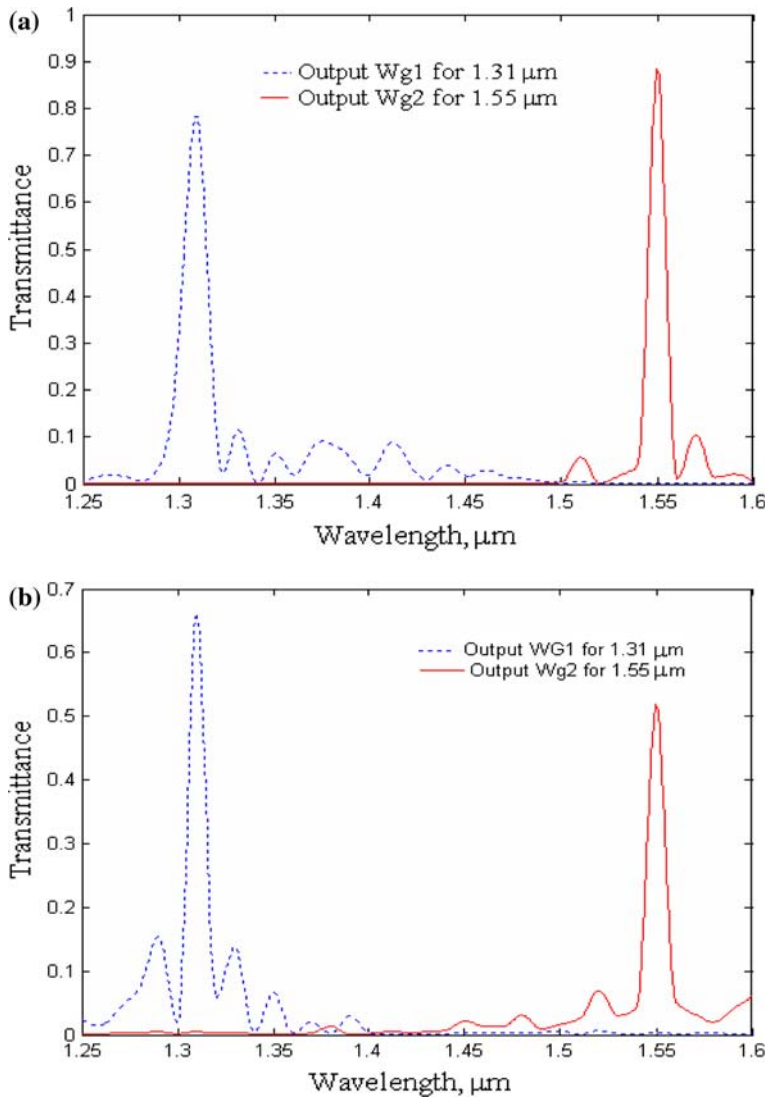 (a)
1
0.9
0.8
0.7
0.6
0.5
0.4
0.3
0.2
0.1
0
Transmittance
Output Wg1 for 1.31 μm
Output Wg2 for 1.55 μm
1.25 1.3 1.35 1.4 1.45 1.5 1.55 1.6
Wavelength, μm
(b)
0.7
0.6
0.5
0.4
0.3
0.2
0.1
0
Transmittance
Output WG1 for 1.31 μm
Output Wg2 for 1.55 μm
1.25 1.3 1.35 1.4 1.45 1.5 1.55 1.6
Wavelength, μm